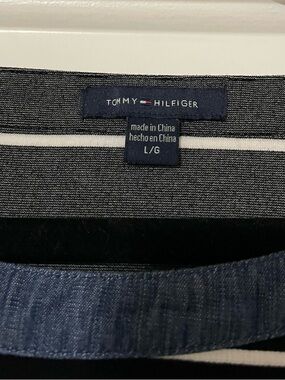 TOMMY HILFIGER
made in China
hecho en China
L/G